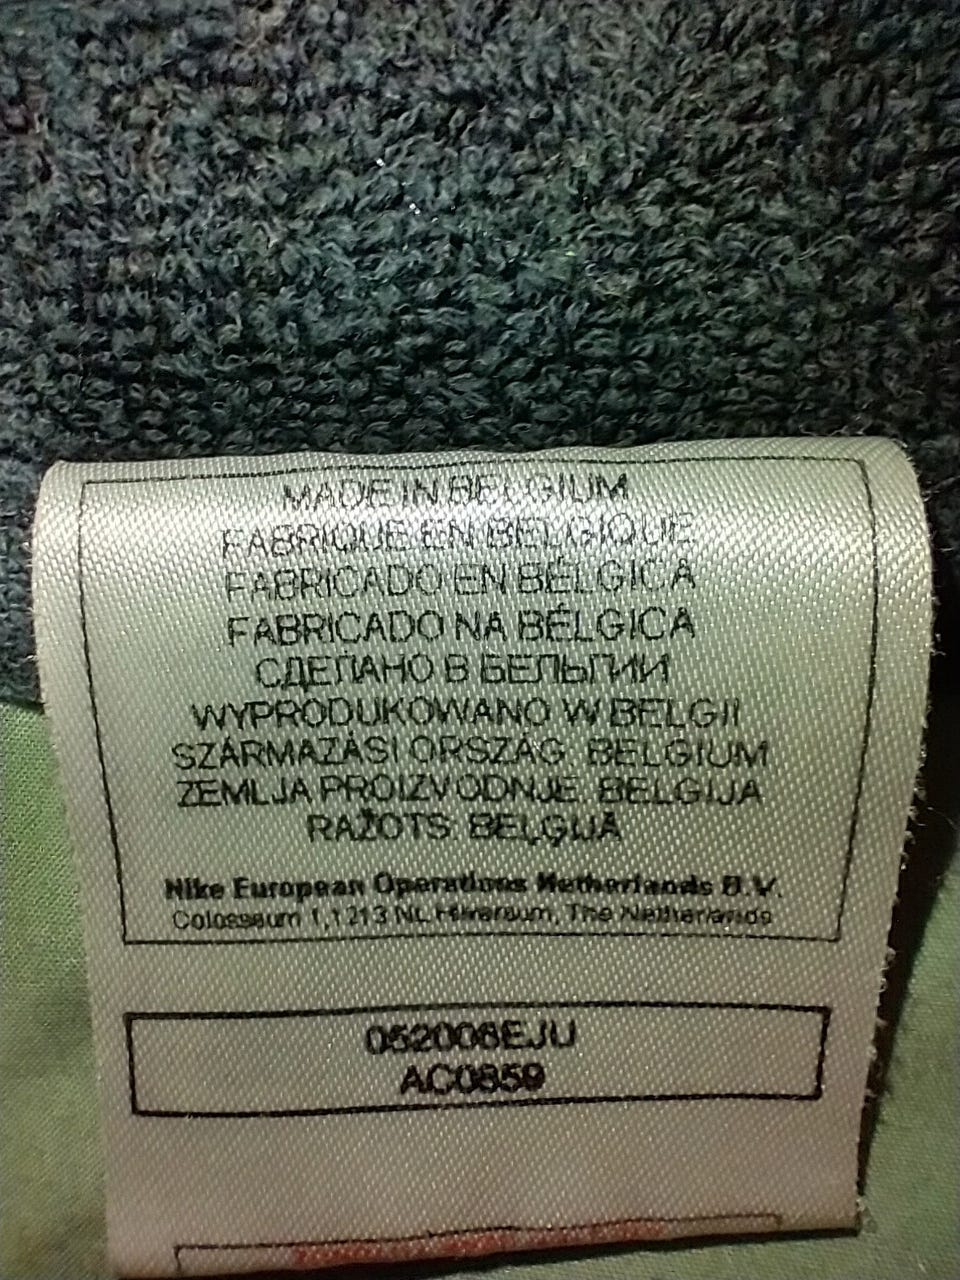 MADE IN BELGIUM
FABRIQUE EN BELGIQUE
FABRICADO EN BÉLGICA
FABRICADO NA BÉLGICA
СДЕЛАНО В БЕЛЬГИИ
WYPRODUKOWANO W BELGII
SZÁRMAZÁSI ORSZÁG: BELGIUM
ZEMLJA PROIZVODNJE: BELGIJA
RAŽOTS: BEĻĢIJĀ
Nike European Operations Netherlands B.V.
Colosseum 1, 1213 NL Hilversum, The Netherlands
052006EJU
AC0859